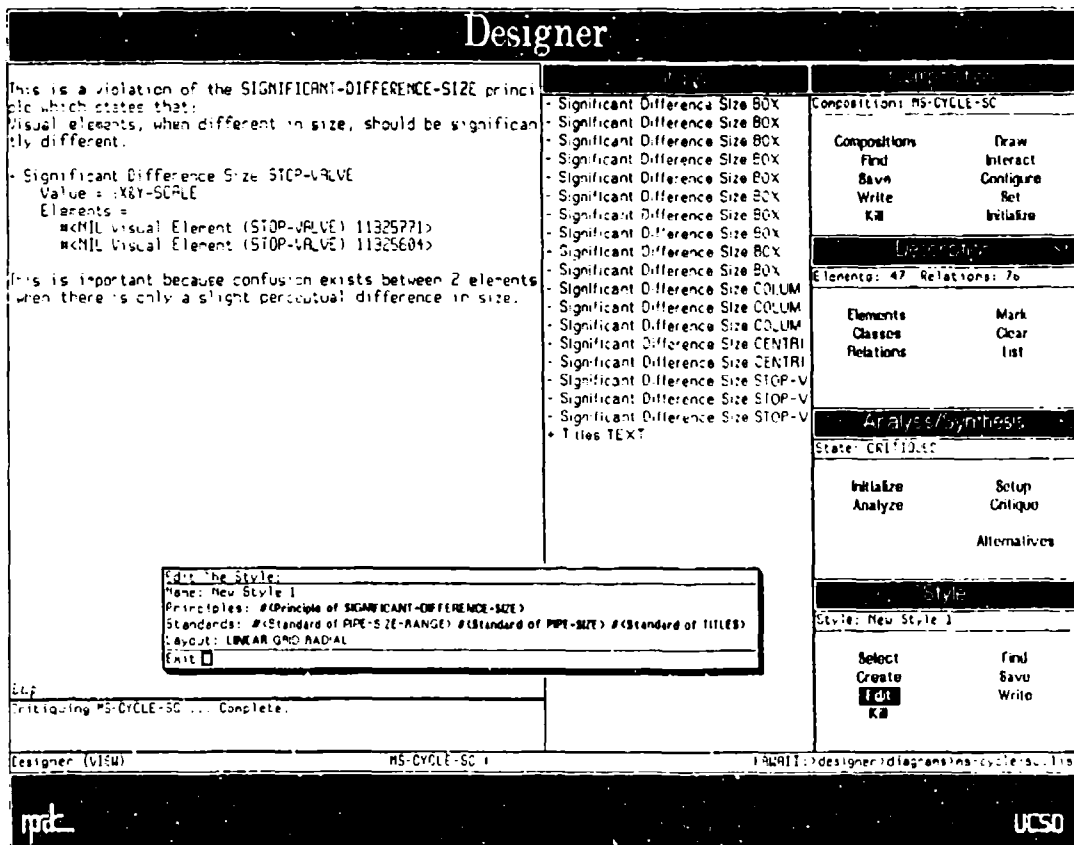 Designer
This is a violation of the SIGNIFICANT-DIFFERENCE-SIZE princi
ple which states that:
Visual elements, when different in size, should be significan
tly different.
- Significant Difference Size STOP-VALVE
Value = :X&Y-SCALE
Elements =
#<NIL Visual Element (STOP-VALVE) 11325771>
#<NIL Visual Element (STOP-VALVE) 11325604>
This is important because confusion exists between 2 elements
when there is only a slight perceptual difference in size.
- Significant Difference Size BOX
- Significant Difference Size BOX
- Significant Difference Size BOX
- Significant Difference Size BOX
- Significant Difference Size BOX
- Significant Difference Size BOX
- Significant Difference Size BOX
- Significant Difference Size BOX
- Significant Difference Size BOX
- Significant Difference Size BOX
- Significant Difference Size COLUM
- Significant Difference Size COLUM
- Significant Difference Size COLUM
- Significant Difference Size CENTRI
- Significant Difference Size CENTRI
- Significant Difference Size STOP-V
- Significant Difference Size STOP-V
- Significant Difference Size STOP-V
+ Titles TEXT
Composition: MS-CYCLE-SC
Compositions Draw
Find Interact
Save Configure
Write Set
Kill Initialize
Description
Elements: 47 Relations: 76
Elements Mark
Classes Clear
Relations List
Analysis/Synthesis
State: CRITIQUED
Initialize Setup
Analyze Critique
Alternatives
Style
Style: New Style 1
Select Find
Create Save
Edit Write
Kill
Edit The Style:
Name: New Style 1
Principles: #<Principle of SIGNIFICANT-DIFFERENCE-SIZE>
Standards: #<Standard of PIPE-SIZE-RANGE> #<Standard of PIPE-SIZE> #<Standard of TITLES>
Layout: LINEAR GRID RADIAL
Exit
Critiquing MS-CYCLE-SC ... Complete.
Designer (VIEW) MS-CYCLE-SC
UCSD